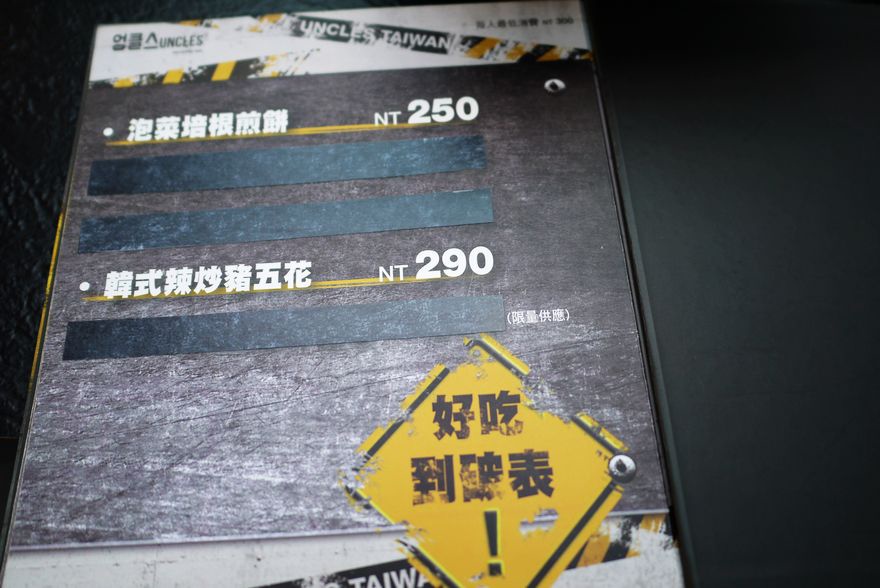 엉클스UNCLES
UNCLES TAIWAN
每人最低消費 NT 300
• 泡菜培根煎餅 NT 250
• 韓式辣炒豬五花 NT 290
(限量供應)
好吃
到破表
!
TAIWAN